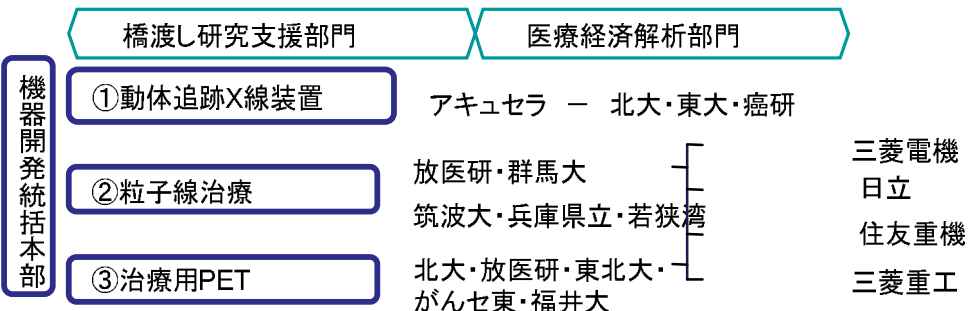 橋渡し研究支援部門
医療経済解析部門
機器開発統括本部
①動体追跡X線装置
アキュセラ － 北大・東大・癌研
②粒子線治療
放医研・群馬大
筑波大・兵庫県立・若狭湾
三菱電機
日立
住友重機
三菱重工
③治療用PET
北大・放医研・東北大・
がんセ東・福井大